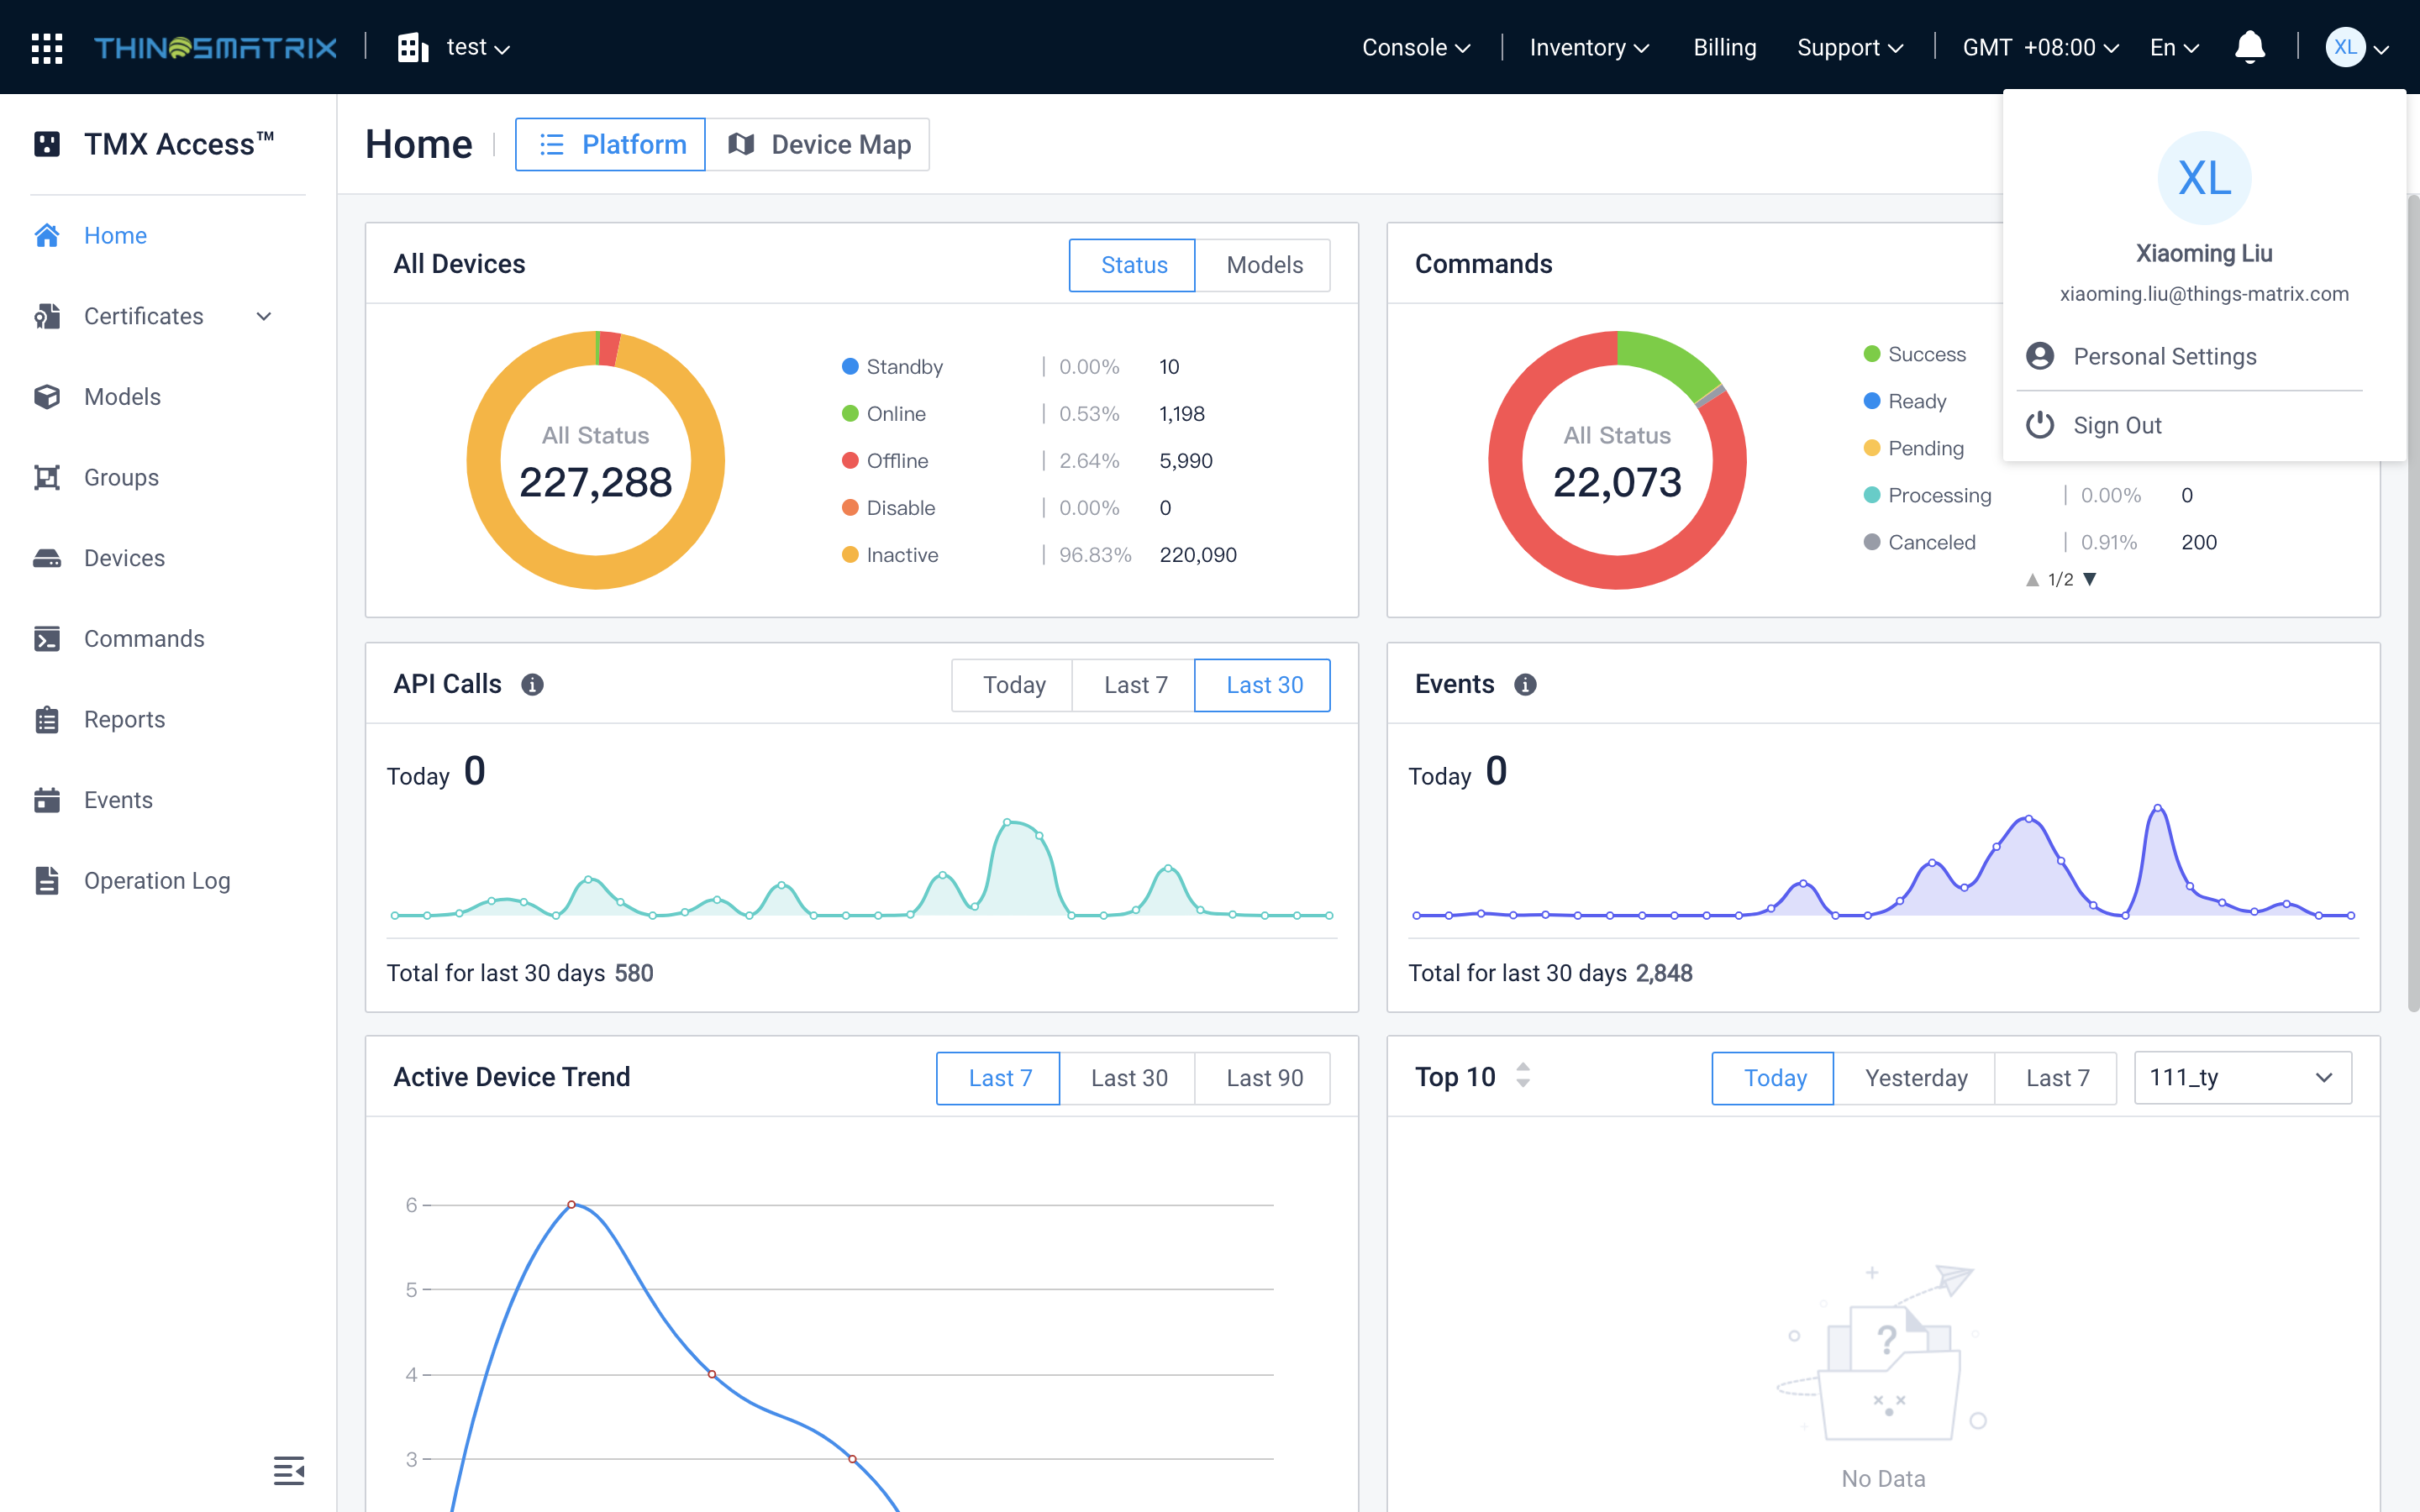 THINGSMATRIX
test
Console
Inventory
Billing
Support
GMT +08:00
En
XL
TMX Access™
Home
Certificates
Models
Groups
Devices
Commands
Reports
Events
Operation Log
Home
Platform
Device Map
XL
Xiaoming Liu
xiaoming.liu@things-matrix.com
Personal Settings
Sign Out
All Devices
Status
Models
All Status
227,288
Standby 0.00% 10
Online 0.53% 1,198
Offline 2.64% 5,990
Disable 0.00% 0
Inactive 96.83% 220,090
Commands
All Status
22,073
Success
Ready
Pending
Processing 0.00% 0
Canceled 0.91% 200
1/2
API Calls
Today
Last 7
Last 30
Today 0
Total for last 30 days 580
Events
Today 0
Total for last 30 days 2,848
Active Device Trend
Last 7
Last 30
Last 90
6
5
4
3
Top 10
Today
Yesterday
Last 7
111_ty
?
No Data